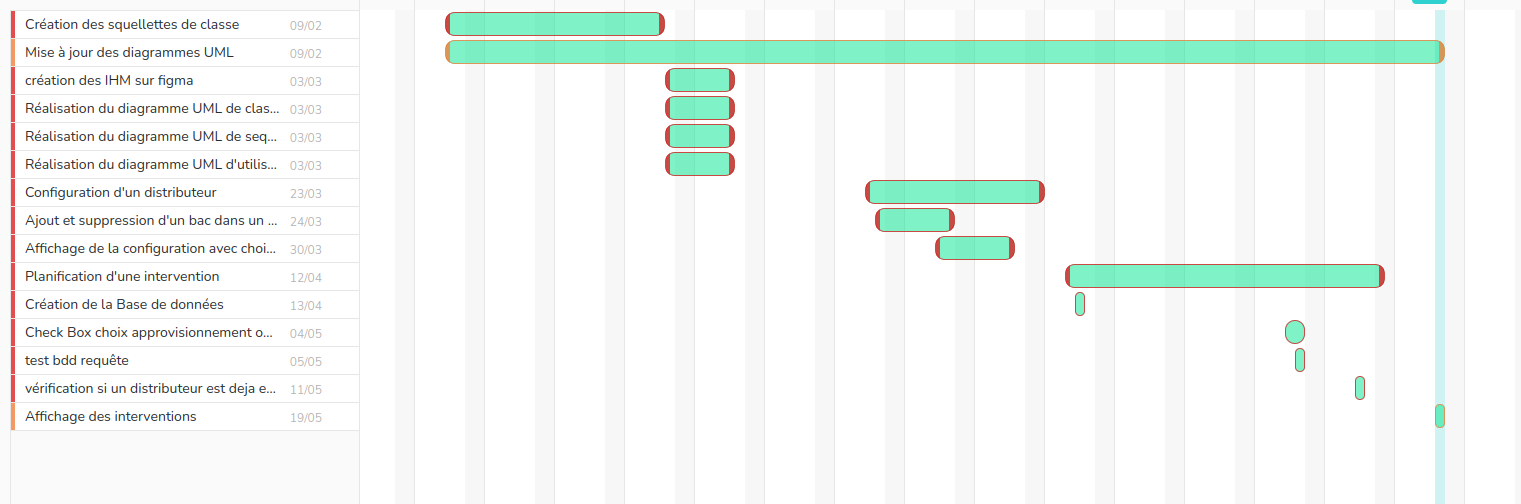 Création des squellettes de classe 09/02
Mise à jour des diagrammes UML 09/02
création des IHM sur figma 03/03
Réalisation du diagramme UML de clas... 03/03
Réalisation du diagramme UML de seq... 03/03
Réalisation du diagramme UML d'utilis... 03/03
Configuration d'un distributeur 23/03
Ajout et suppression d'un bac dans un ... 24/03
Affichage de la configuration avec choi... 30/03
Planification d'une intervention 12/04
Création de la Base de données 13/04
Check Box choix approvisionnement o... 04/05
test bdd requête 05/05
vérification si un distributeur est deja e... 11/05
Affichage des interventions 19/05